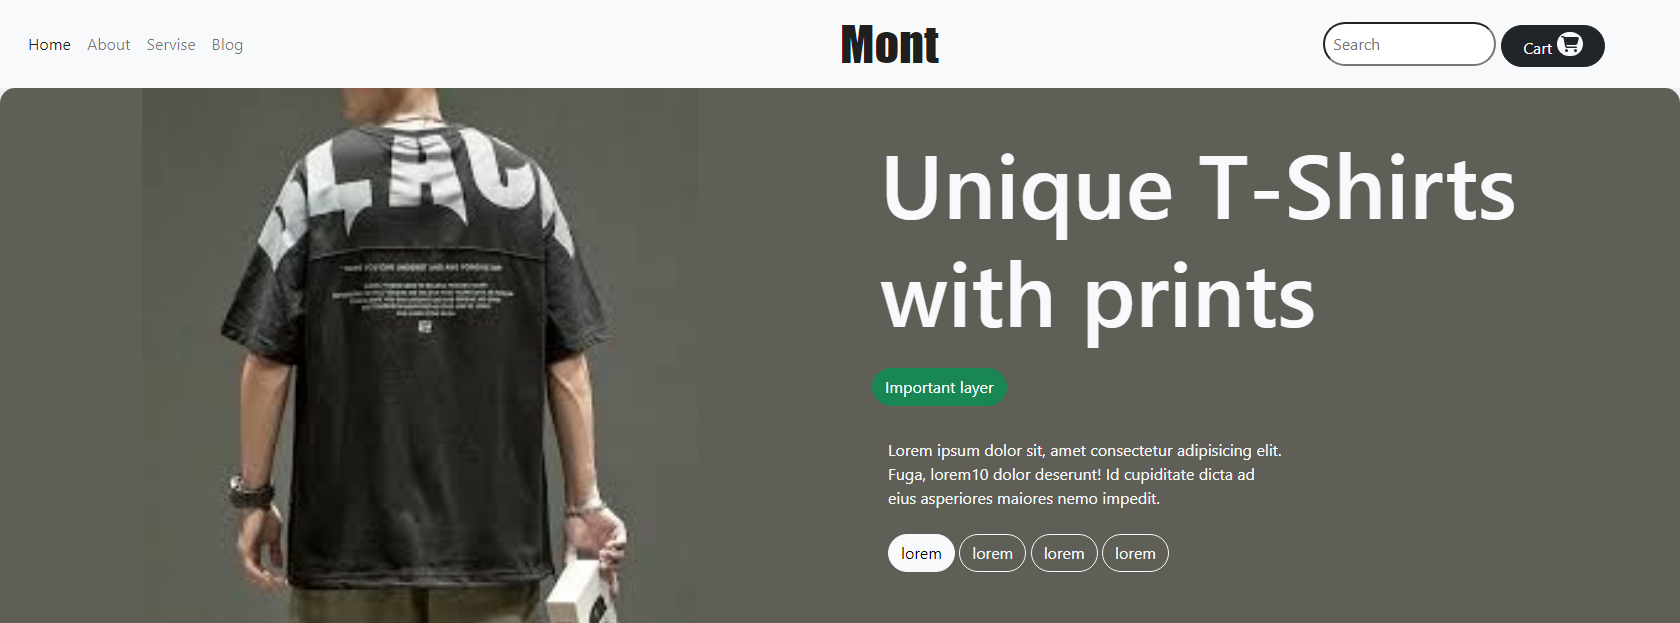 Home About Servise Blog
Mont
Search
Cart
Unique T-Shirts
with prints
Important layer
Lorem ipsum dolor sit, amet consectetur adipisicing elit.
Fuga, lorem10 dolor deserunt! Id cupiditate dicta ad
eius asperiores maiores nemo impedit.
lorem lorem lorem lorem